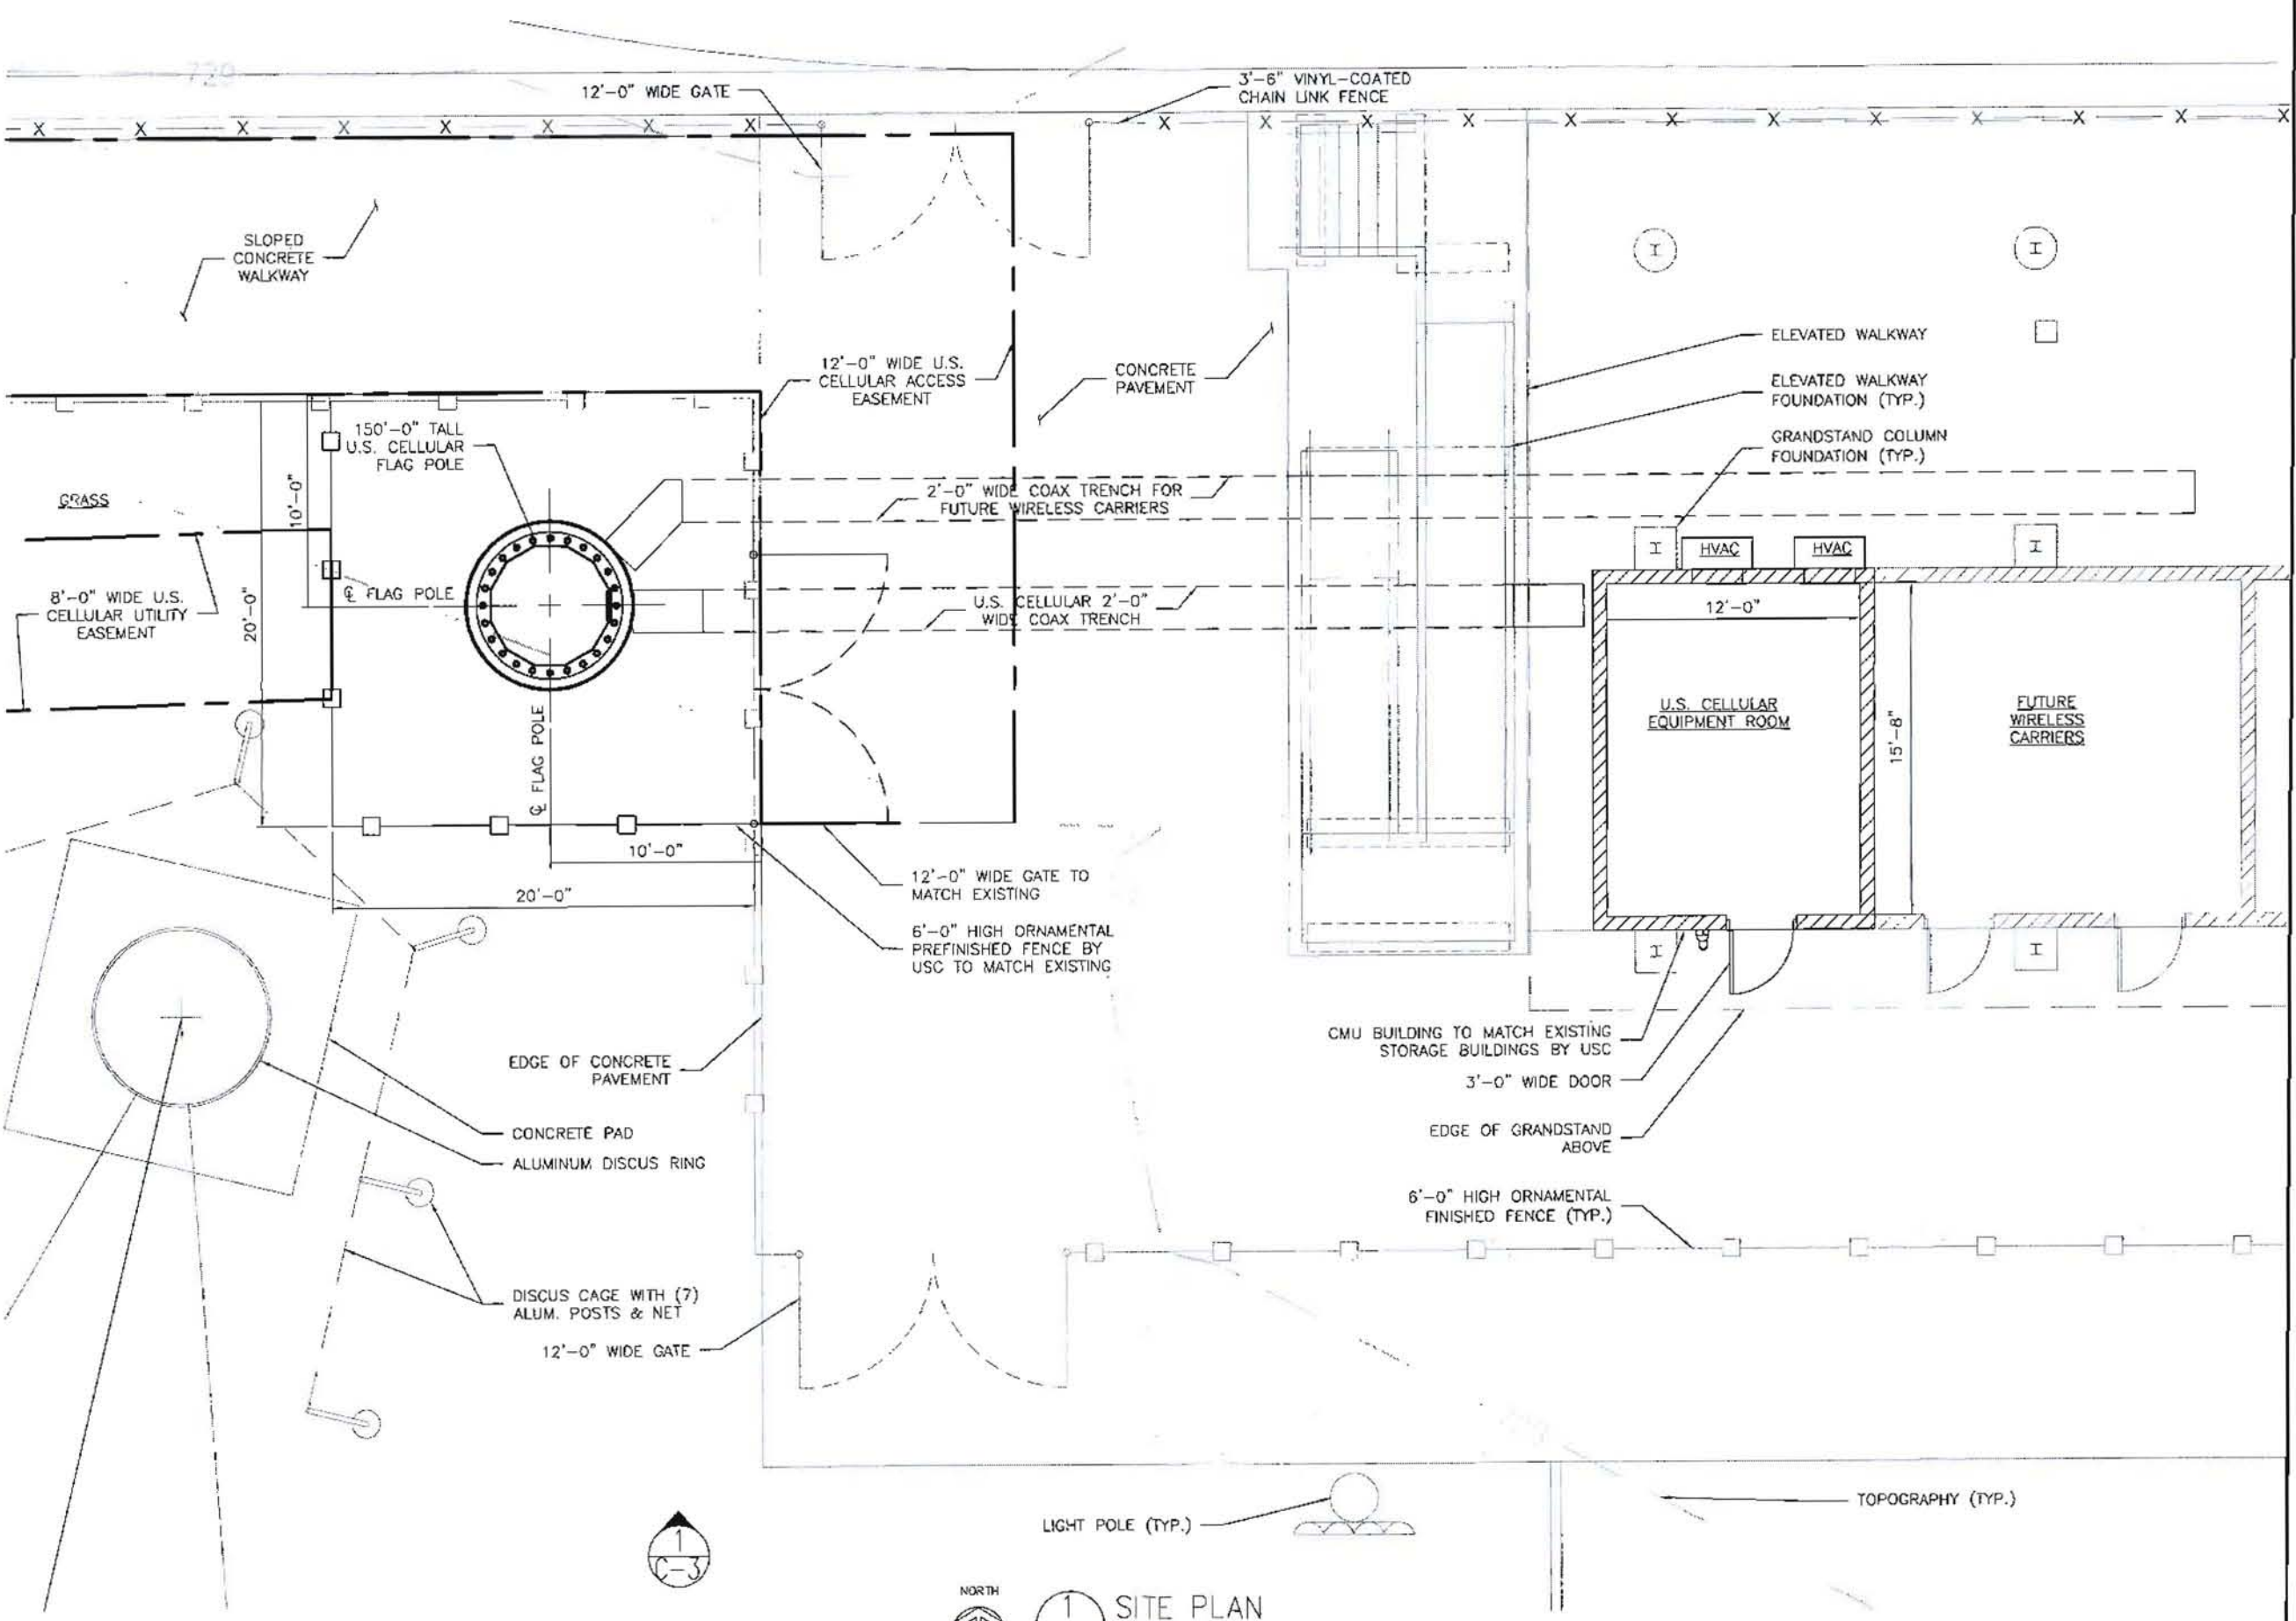 720
12'-0" WIDE GATE
3'-6" VINYL-COATED
CHAIN LINK FENCE
X X X X X X X X X X X X X X X X X X X X
SLOPED
CONCRETE
WALKWAY
I
I
12'-0" WIDE U.S.
CELLULAR ACCESS
EASEMENT
CONCRETE
PAVEMENT
ELEVATED WALKWAY
ELEVATED WALKWAY
FOUNDATION (TYP.)
GRANDSTAND COLUMN
FOUNDATION (TYP.)
150'-0" TALL
U.S. CELLULAR
FLAG POLE
GRASS
10'-0"
2'-0" WIDE COAX TRENCH FOR
FUTURE WIRELESS CARRIERS
I
HVAC
HVAC
I
8'-0" WIDE U.S.
CELLULAR UTILITY
EASEMENT
20'-0"
℄ FLAG POLE
U.S. CELLULAR 2'-0"
WIDE COAX TRENCH
12'-0"
U.S. CELLULAR
EQUIPMENT ROOM
15'-8"
FUTURE
WIRELESS
CARRIERS
℄ FLAG POLE
10'-0"
20'-0"
12'-0" WIDE GATE TO
MATCH EXISTING
6'-0" HIGH ORNAMENTAL
PREFINISHED FENCE BY
USC TO MATCH EXISTING
I
I
CMU BUILDING TO MATCH EXISTING
STORAGE BUILDINGS BY USC
3'-0" WIDE DOOR
EDGE OF GRANDSTAND
ABOVE
EDGE OF CONCRETE
PAVEMENT
CONCRETE PAD
ALUMINUM DISCUS RING
6'-0" HIGH ORNAMENTAL
FINISHED FENCE (TYP.)
DISCUS CAGE WITH (7)
ALUM. POSTS & NET
12'-0" WIDE GATE
LIGHT POLE (TYP.)
TOPOGRAPHY (TYP.)
1
C-3
NORTH
1
SITE PLAN